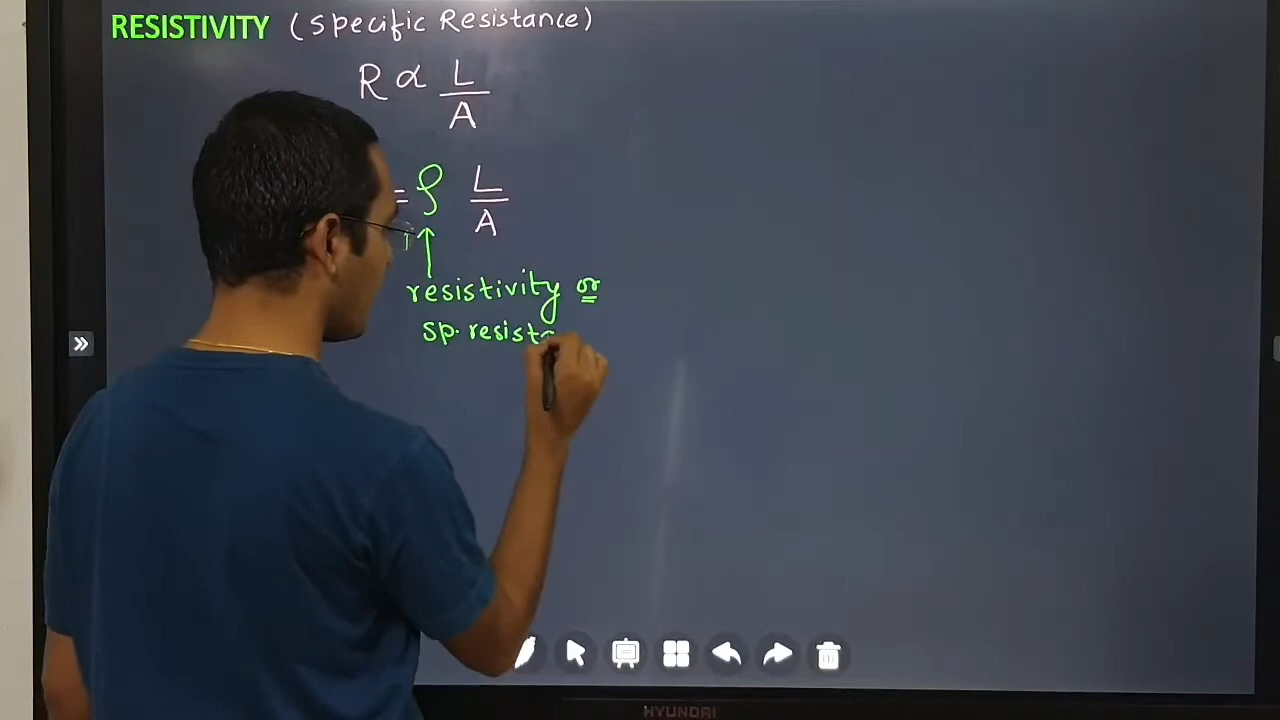 RESISTIVITY (Specific Resistance)
R ∝ L/A
= ρ L/A
resistivity or
sp. resist
HYUNDAI